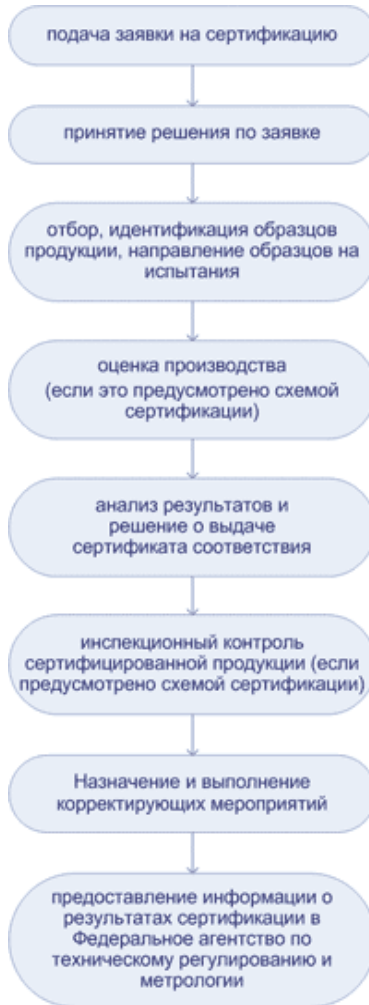 подача заявки на сертификацию
принятие решения по заявке
отбор, идентификация образцов
продукции, направление образцов на
испытания
оценка производства
(если это предусмотрено схемой
сертификации)
анализ результатов и
решение о выдаче
сертификата соответствия
инспекционный контроль
сертифицированной продукции (если
предусмотрено схемой сертификации)
Назначение и выполнение
корректирующих мероприятий
предоставление информации о
результатах сертификации в
Федеральное агентство по
техническому регулированию и
метрологии